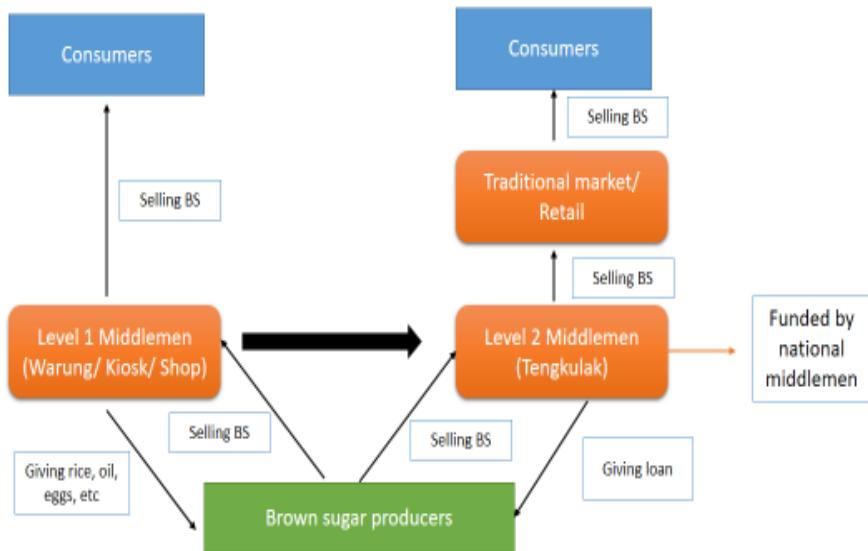 Consumers
Consumers
Selling BS
Traditional market/
Retail
Selling BS
Selling BS
Level 1 Middlemen
(Warung/ Kiosk/ Shop)
Level 2 Middlemen
(Tengkulak)
Funded by
national
middlemen
Selling BS
Selling BS
Giving rice, oil,
eggs, etc
Giving loan
Brown sugar producers